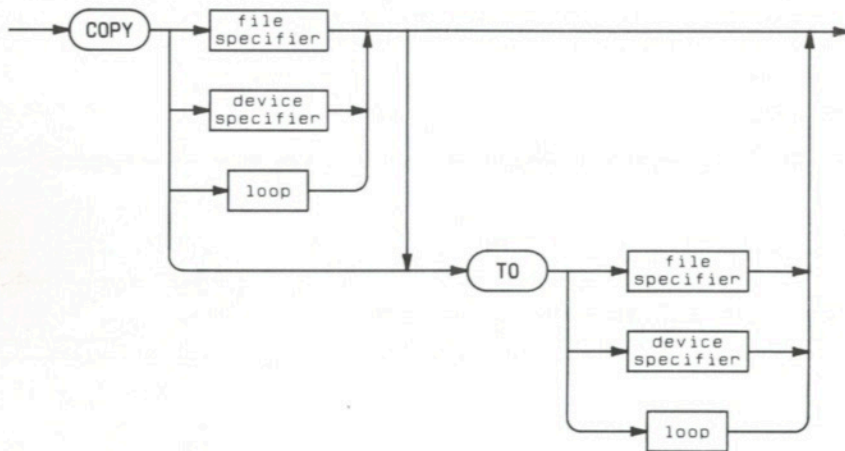 COPY
file
specifier
device
specifier
loop
TO
file
specifier
device
specifier
loop